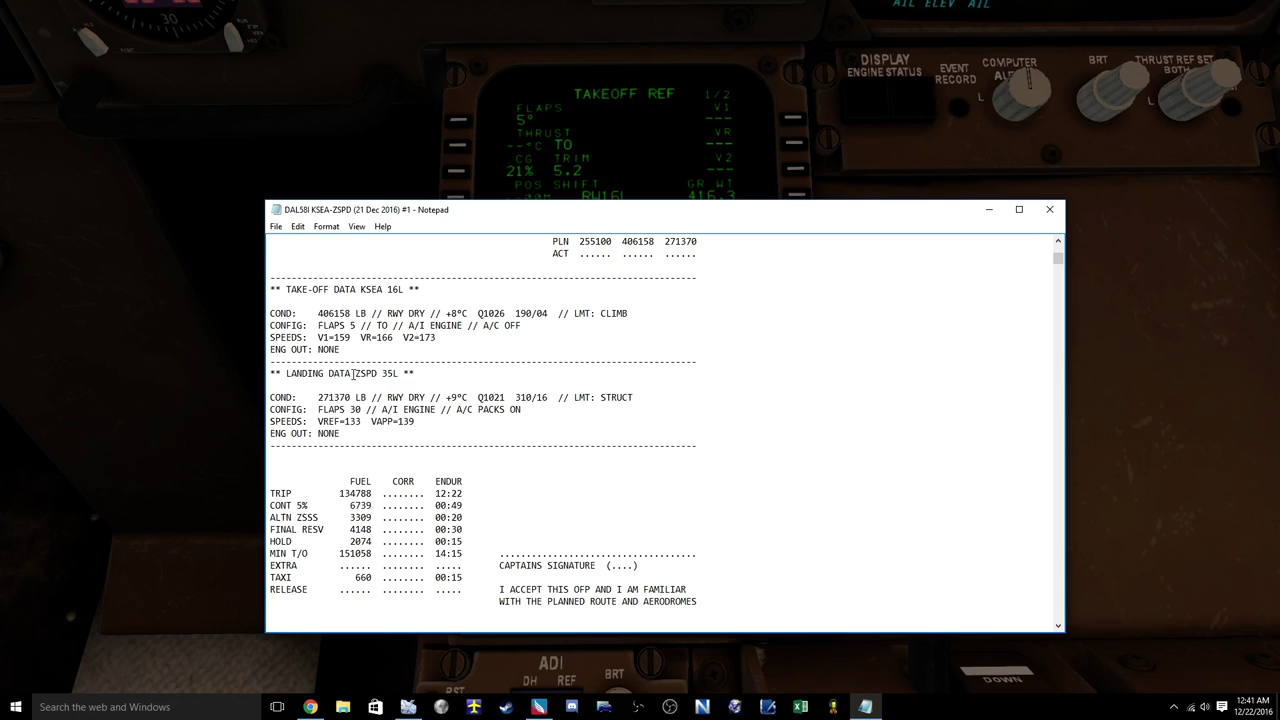 AIL ELEV AIL
30
DISPLAY
ENGINE STATUS
EVENT
RECORD
COMPUTER
L
BRT
THRUST REF SET
BOTH
L
TAKEOFF REF 1/2
FLAPS V1
5° ---
THRUST VR
--°C TO ---
CG TRIM V2
21% 5.2 ---
POS SHIFT GR WT
--00M RW16L 416.3
DAL58I KSEA-ZSPD (21 Dec 2016) #1 - Notepad
File Edit Format View Help
PLN 255100 406158 271370
ACT ...... ...... ......
--------------------------------------------------------------------------------
** TAKE-OFF DATA KSEA 16L **
COND: 406158 LB // RWY DRY // +8ºC Q1026 190/04 // LMT: CLIMB
CONFIG: FLAPS 5 // TO // A/I ENGINE // A/C OFF
SPEEDS: V1=159 VR=166 V2=173
ENG OUT: NONE
--------------------------------------------------------------------------------
** LANDING DATA ZSPD 35L **
COND: 271370 LB // RWY DRY // +9ºC Q1021 310/16 // LMT: STRUCT
CONFIG: FLAPS 30 // A/I ENGINE // A/C PACKS ON
SPEEDS: VREF=133 VAPP=139
ENG OUT: NONE
--------------------------------------------------------------------------------
FUEL CORR ENDUR
TRIP 134788 ........ 12:22
CONT 5% 6739 ........ 00:49
ALTN ZSSS 3309 ........ 00:20
FINAL RESV 4148 ........ 00:30
HOLD 2074 ........ 00:15
MIN T/O 151058 ........ 14:15 .....................................
EXTRA ...... ........ ..... CAPTAINS SIGNATURE (....)
TAXI 660 ........ 00:15
RELEASE ...... ........ ..... I ACCEPT THIS OFP AND I AM FAMILIAR
WITH THE PLANNED ROUTE AND AERODROMES
ADI
DH REF BRT
RST
DOWN
Search the web and Windows
12:41 AM
12/22/2016